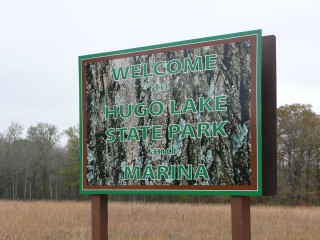 WELCOME
to
HUGO LAKE
STATE PARK
and
MARINA